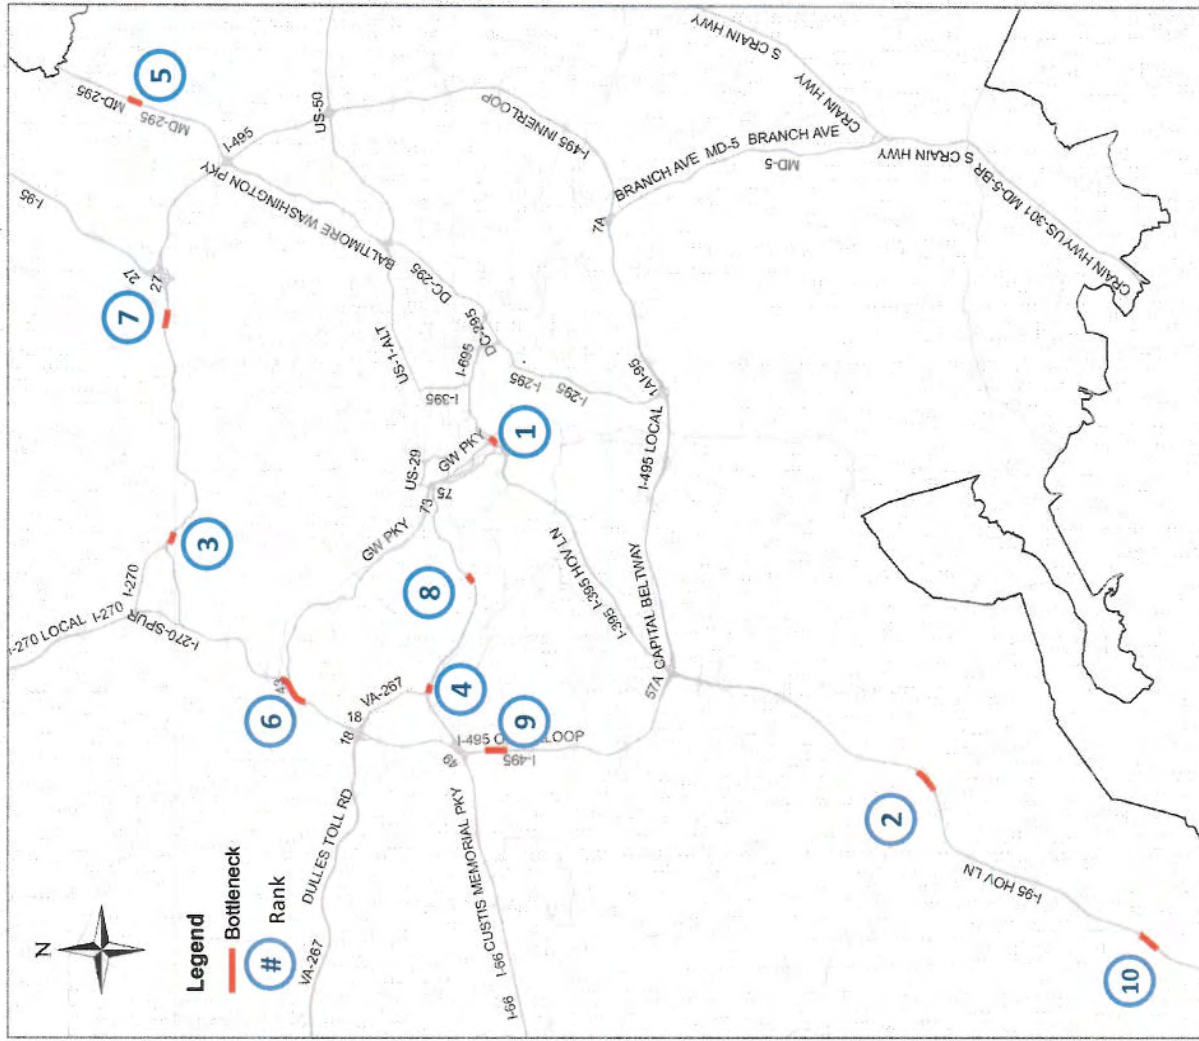 N
Legend
Bottleneck
# Rank
VA-267
DULLES TOLL RD
I-66
I-66 CUSTIS MEMORIAL PKY
I-270 LOCAL
I-270
I-270
I-270-SPUR
43
6
18
18
VA-267
49
4
9
I-495
57A
CAPITAL BELTWAY
I-495 LOCAL
1A
I-95
I-395
I-395 HOV LN
2
I-95 HOV LN
10
3
GW PKY
8
73
75
US-29
GW PKY
1
I-395
I-695
US-1-ALT
DC-295
DC-295
I-295
I-295
7
27
27
I-95
5
MD-295
MD-295
I-495
BALTIMORE WASHINGTON PKY
US-50
I-495 INNERLOOP
7A
BRANCH AVE
MD-5
BRANCH AVE
MD-5
CRAIN HWY
S CRAIN HWY
S CRAIN HWY
CRAIN HWY
US-301
MD-5-BR
S CRAIN HWY